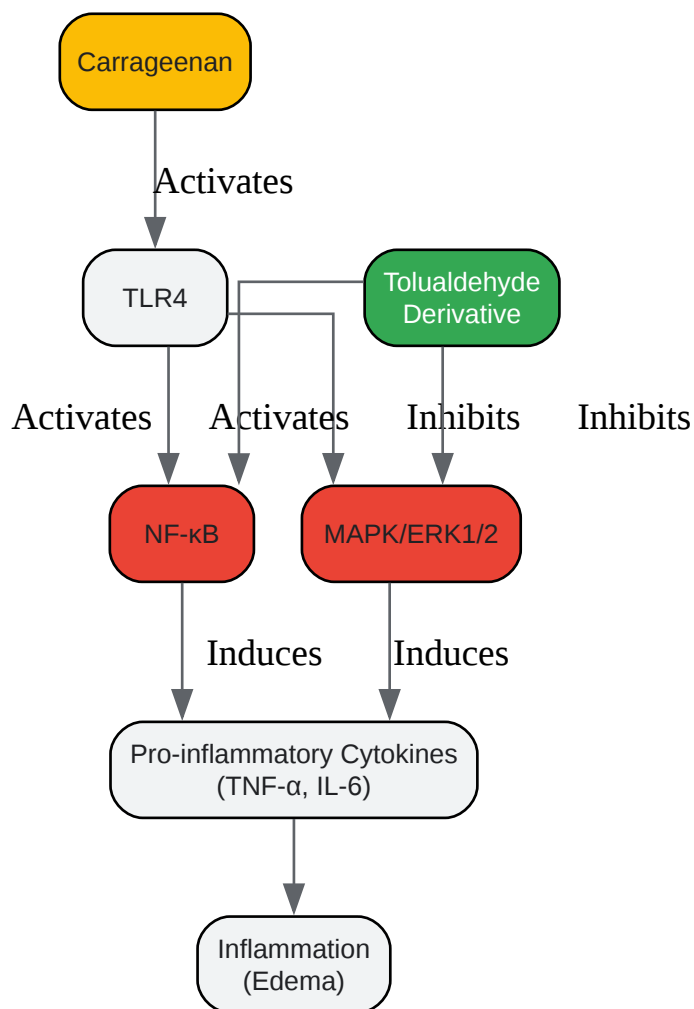 Carrageenan
Activates
TLR4
Tolualdehyde
Derivative
Activates
Activates
Inhibits
Inhibits
NF-κB
MAPK/ERK1/2
Induces
Induces
Pro-inflammatory Cytokines
(TNF-α, IL-6)
Inflammation
(Edema)